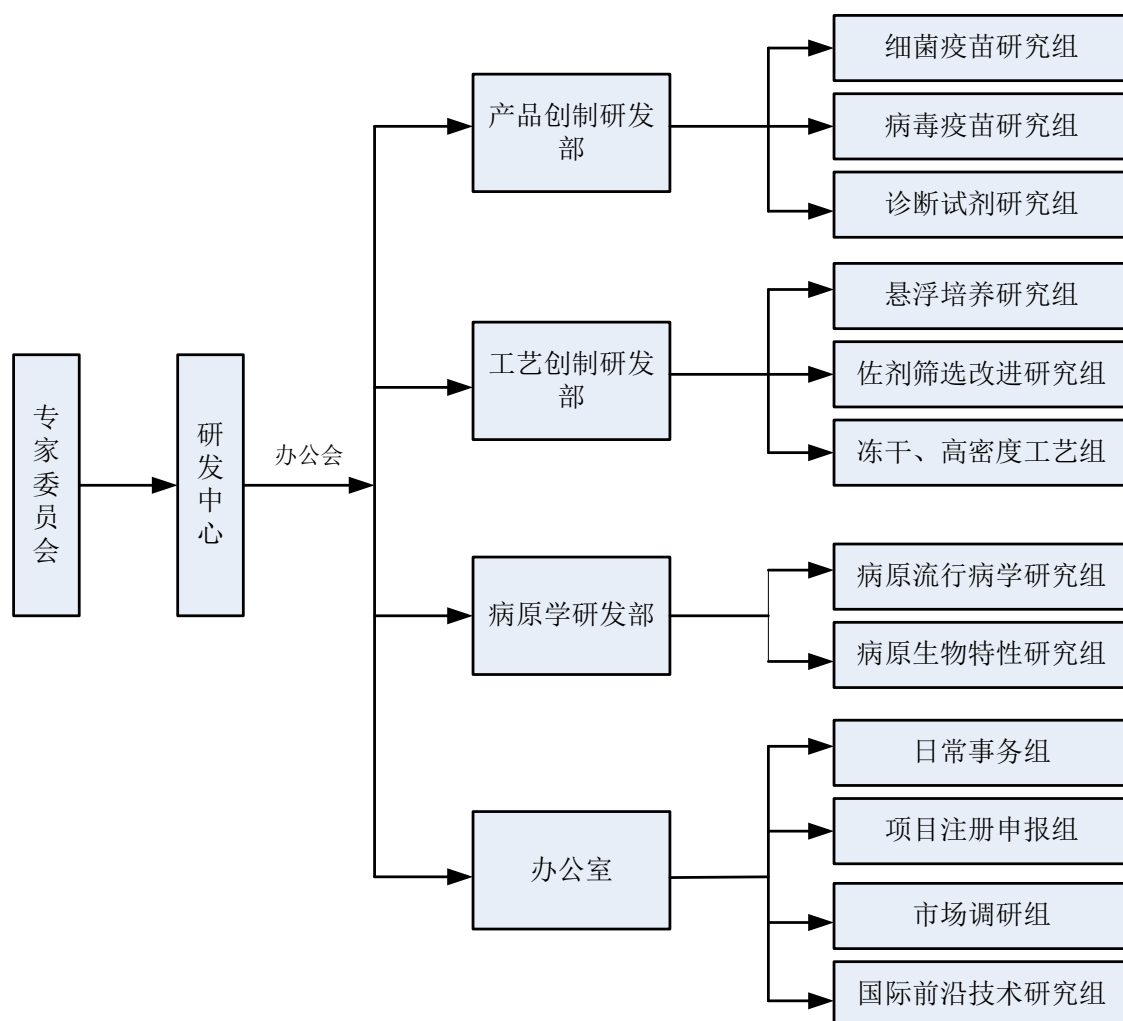 专家委员会
研发中心
办公会
产品创制研发
部
细菌疫苗研究组
病毒疫苗研究组
诊断试剂研究组
工艺创制研发
部
悬浮培养研究组
佐剂筛选改进研究组
冻干、高密度工艺组
病原学研发部
病原流行病学研究组
病原生物特性研究组
办公室
日常事务组
项目注册申报组
市场调研组
国际前沿技术研究组